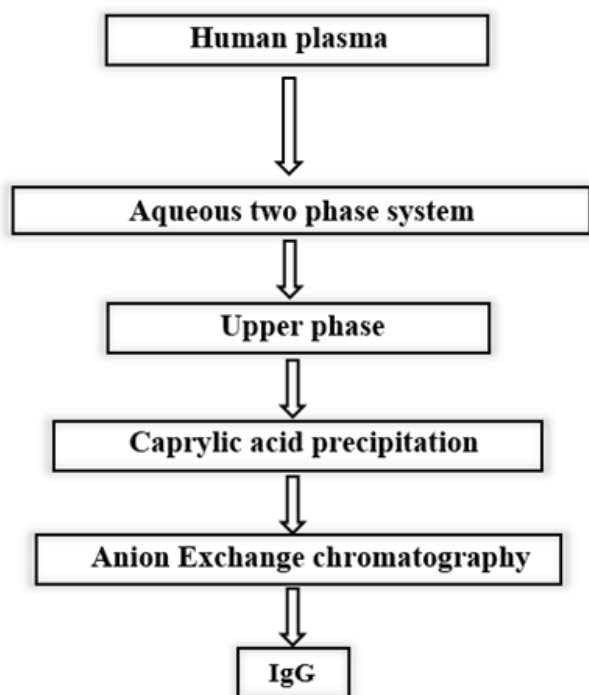 Human plasma
Aqueous two phase system
Upper phase
Caprylic acid precipitation
Anion Exchange chromatography
IgG